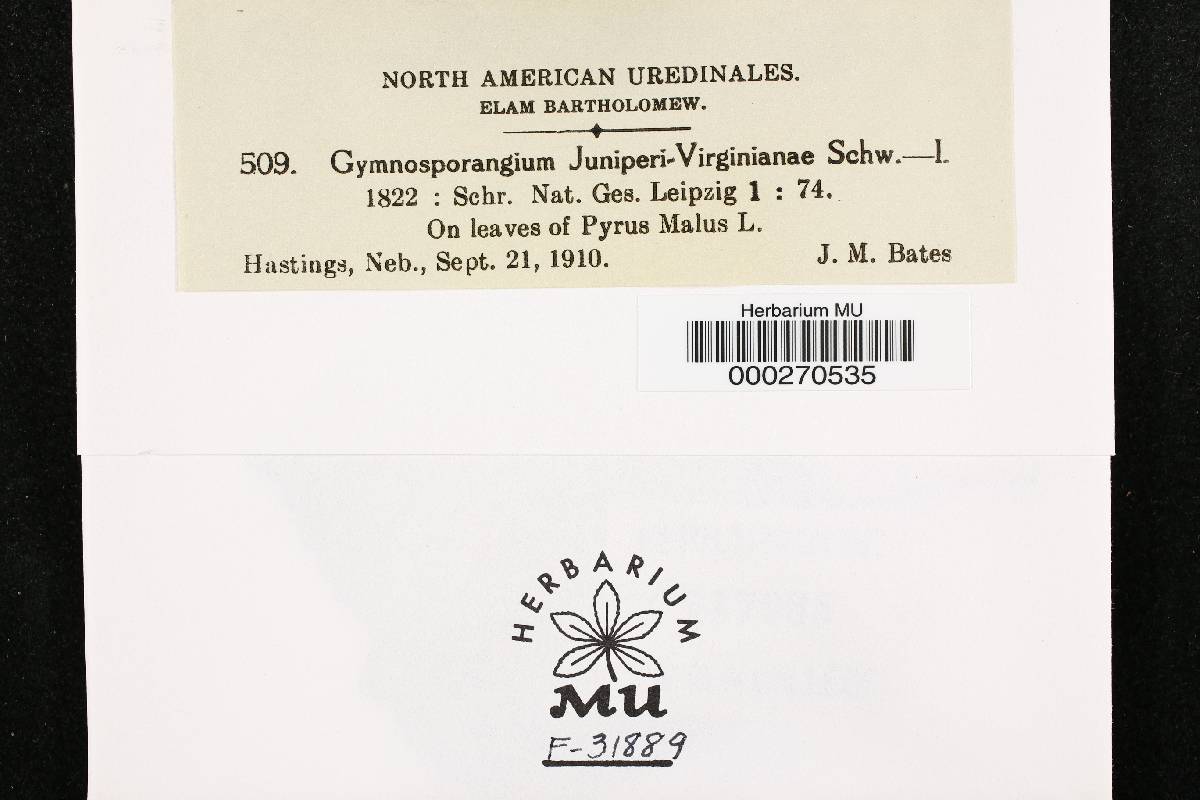 NORTH AMERICAN UREDINALES.
ELAM BARTHOLOMEW.
509. Gymnosporangium Juniperi-Virginianae Schw.—I.
1822 : Schr. Nat. Ges. Leipzig 1 : 74.
On leaves of Pyrus Malus L.
Hastings, Neb., Sept. 21, 1910. J. M. Bates
Herbarium MU
000270535
HERBARIUM
MU
F-31889